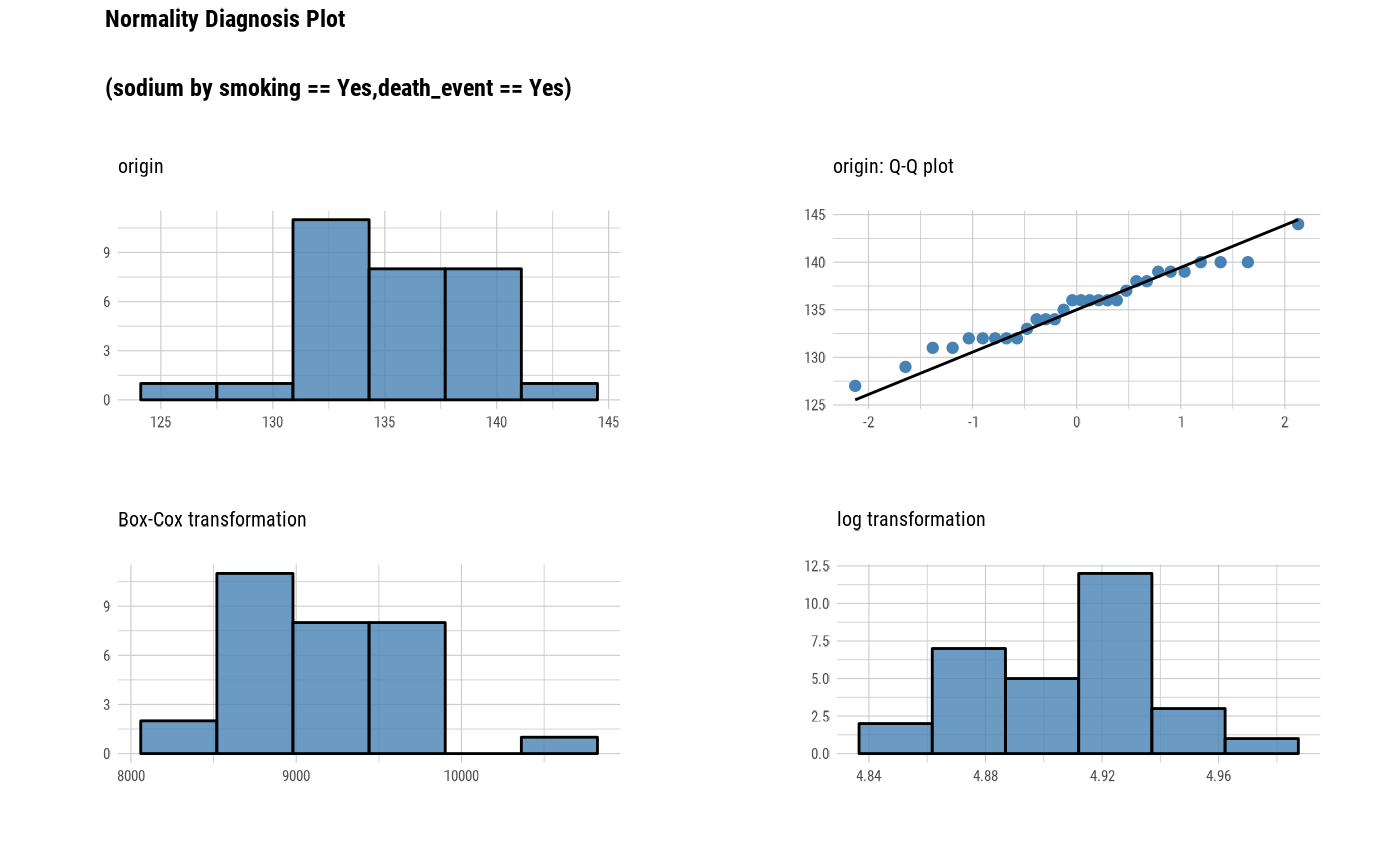 Normality Diagnosis Plot
(sodium by smoking == Yes,death_event == Yes)
origin
9
6
3
0
125 130 135 140 145
origin: Q-Q plot
145
140
135
130
125
-2 -1 0 1 2
Box-Cox transformation
9
6
3
0
8000 9000 10000
log transformation
12.5
10.0
7.5
5.0
2.5
0.0
4.84 4.88 4.92 4.96